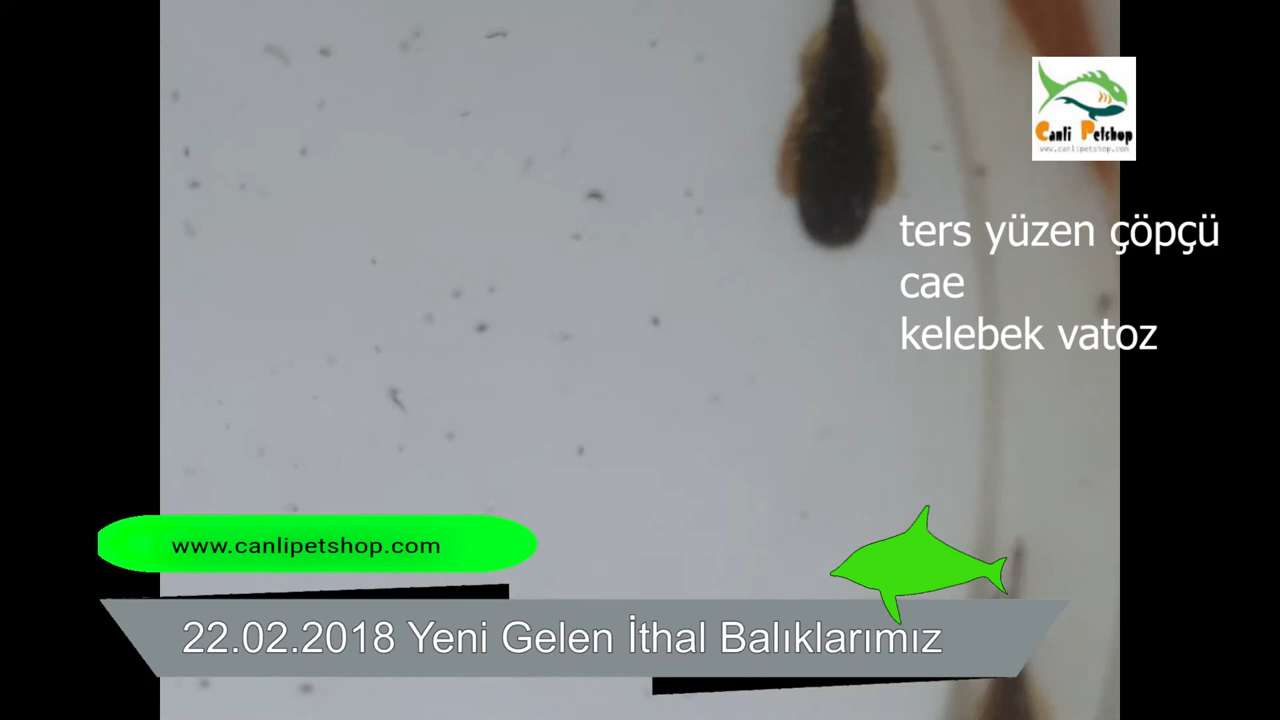 Canli Petshop
www.canlipetshop.com
ters yüzen çöpçü
cae
kelebek vatoz
www.canlipetshop.com
22.02.2018 Yeni Gelen İthal Balıklarımız